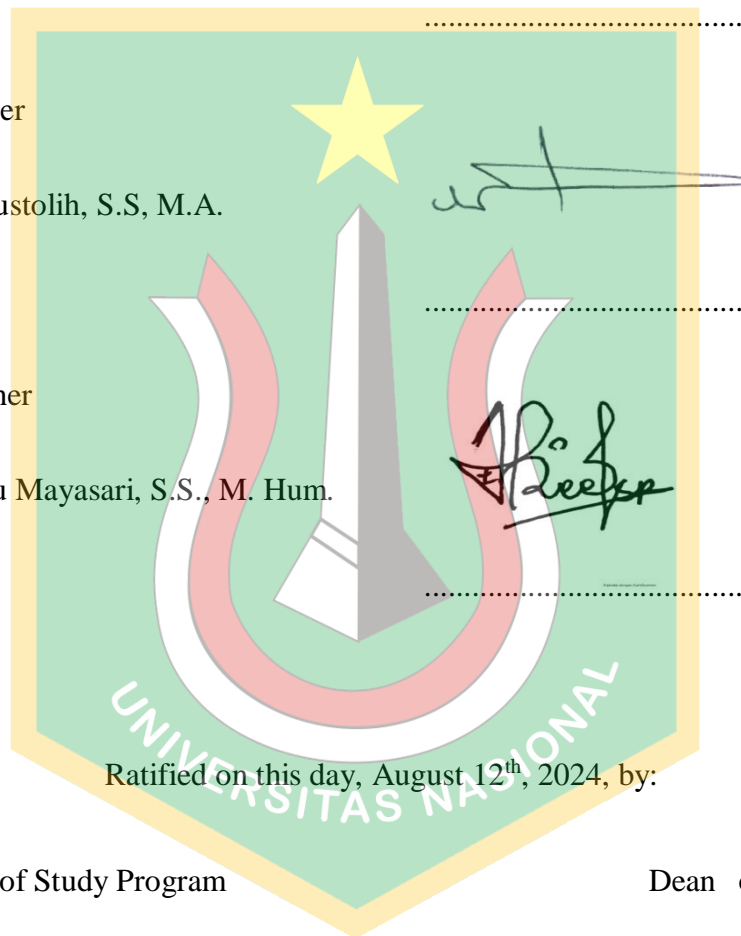 er
ustolih, S.S, M.A.
ner
u Mayasari, S.S., M. Hum.
UNIVERSITAS NASIONAL
Ratified on this day, August 12th, 2024, by:
of Study Program Dean